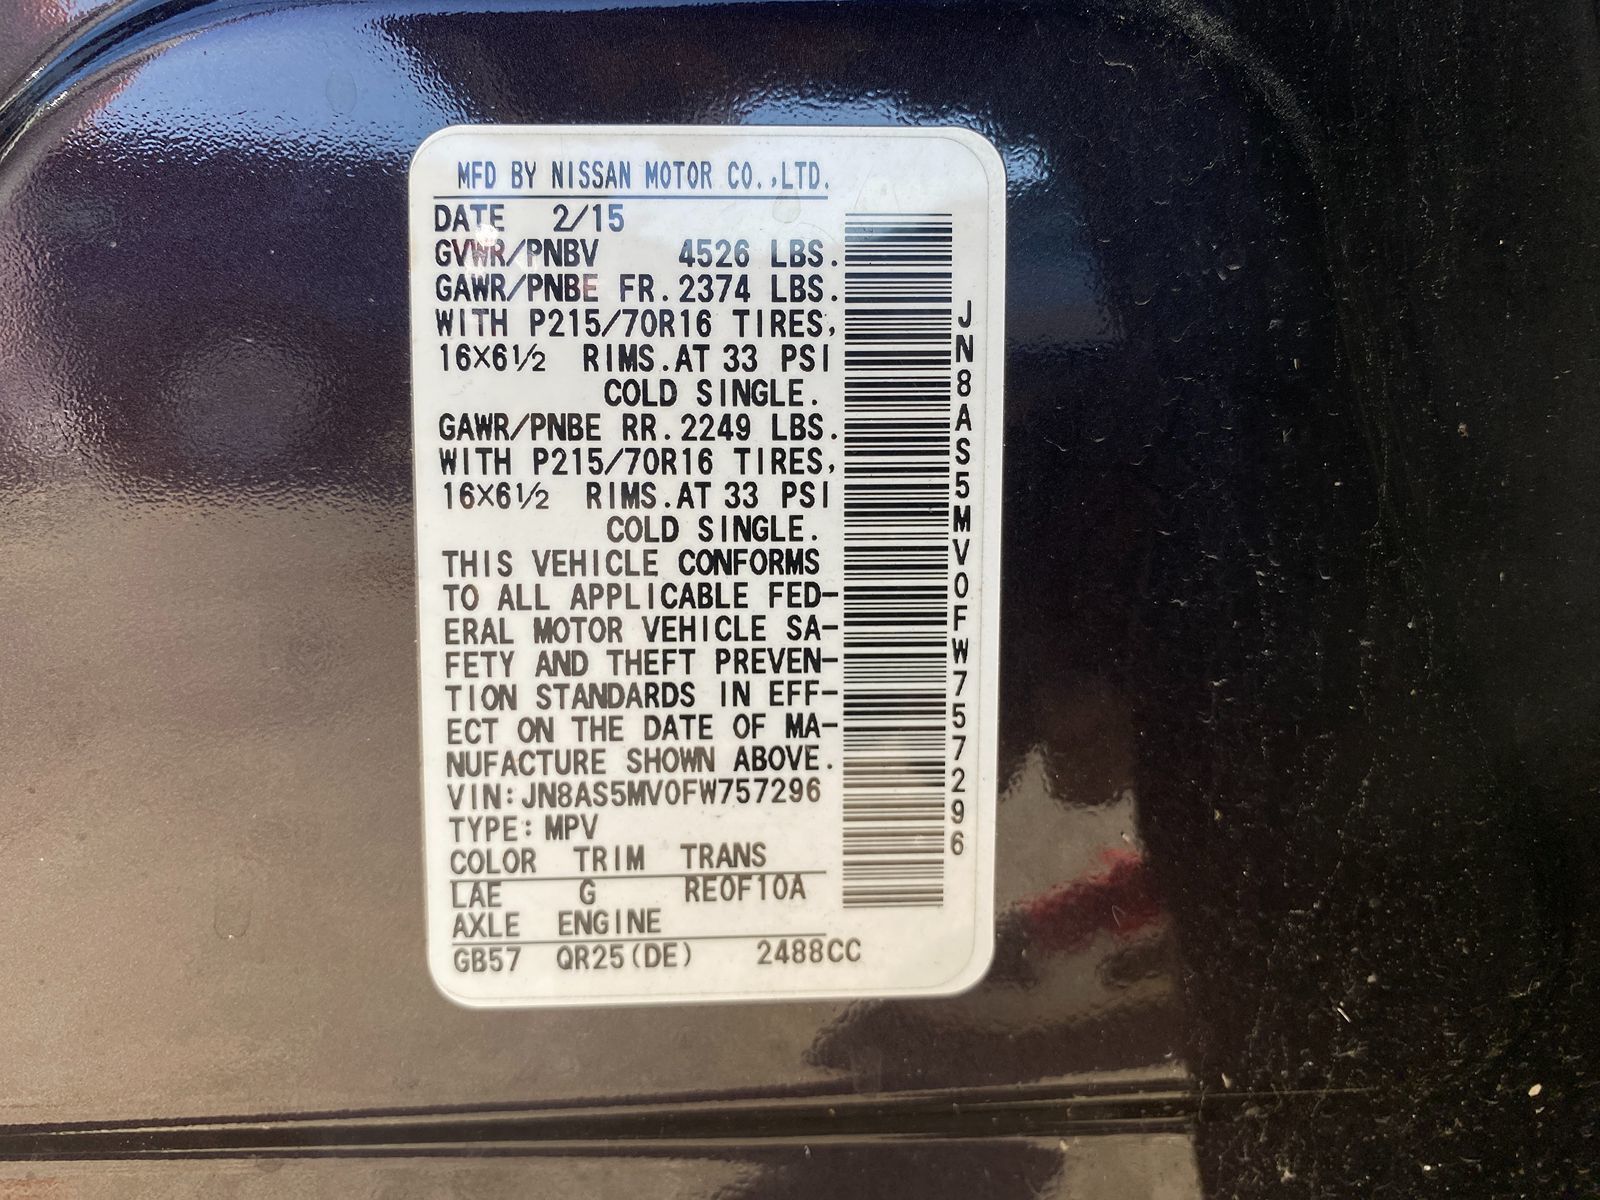 MFD BY NISSAN MOTOR CO.,LTD.
DATE 2/15
GVWR/PNBV 4526 LBS.
GAWR/PNBE FR.2374 LBS.
WITH P215/70R16 TIRES,
16×6½ RIMS.AT 33 PSI
COLD SINGLE.
GAWR/PNBE RR.2249 LBS.
WITH P215/70R16 TIRES,
16×6½ RIMS.AT 33 PSI
COLD SINGLE.
THIS VEHICLE CONFORMS
TO ALL APPLICABLE FED-
ERAL MOTOR VEHICLE SA-
FETY AND THEFT PREVEN-
TION STANDARDS IN EFF-
ECT ON THE DATE OF MA-
NUFACTURE SHOWN ABOVE.
VIN:JN8AS5MV0FW757296
TYPE:MPV
COLOR TRIM TRANS
LAE G RE0F10A
AXLE ENGINE
GB57 QR25(DE) 2488CC
JN8AS5MV0FW757296